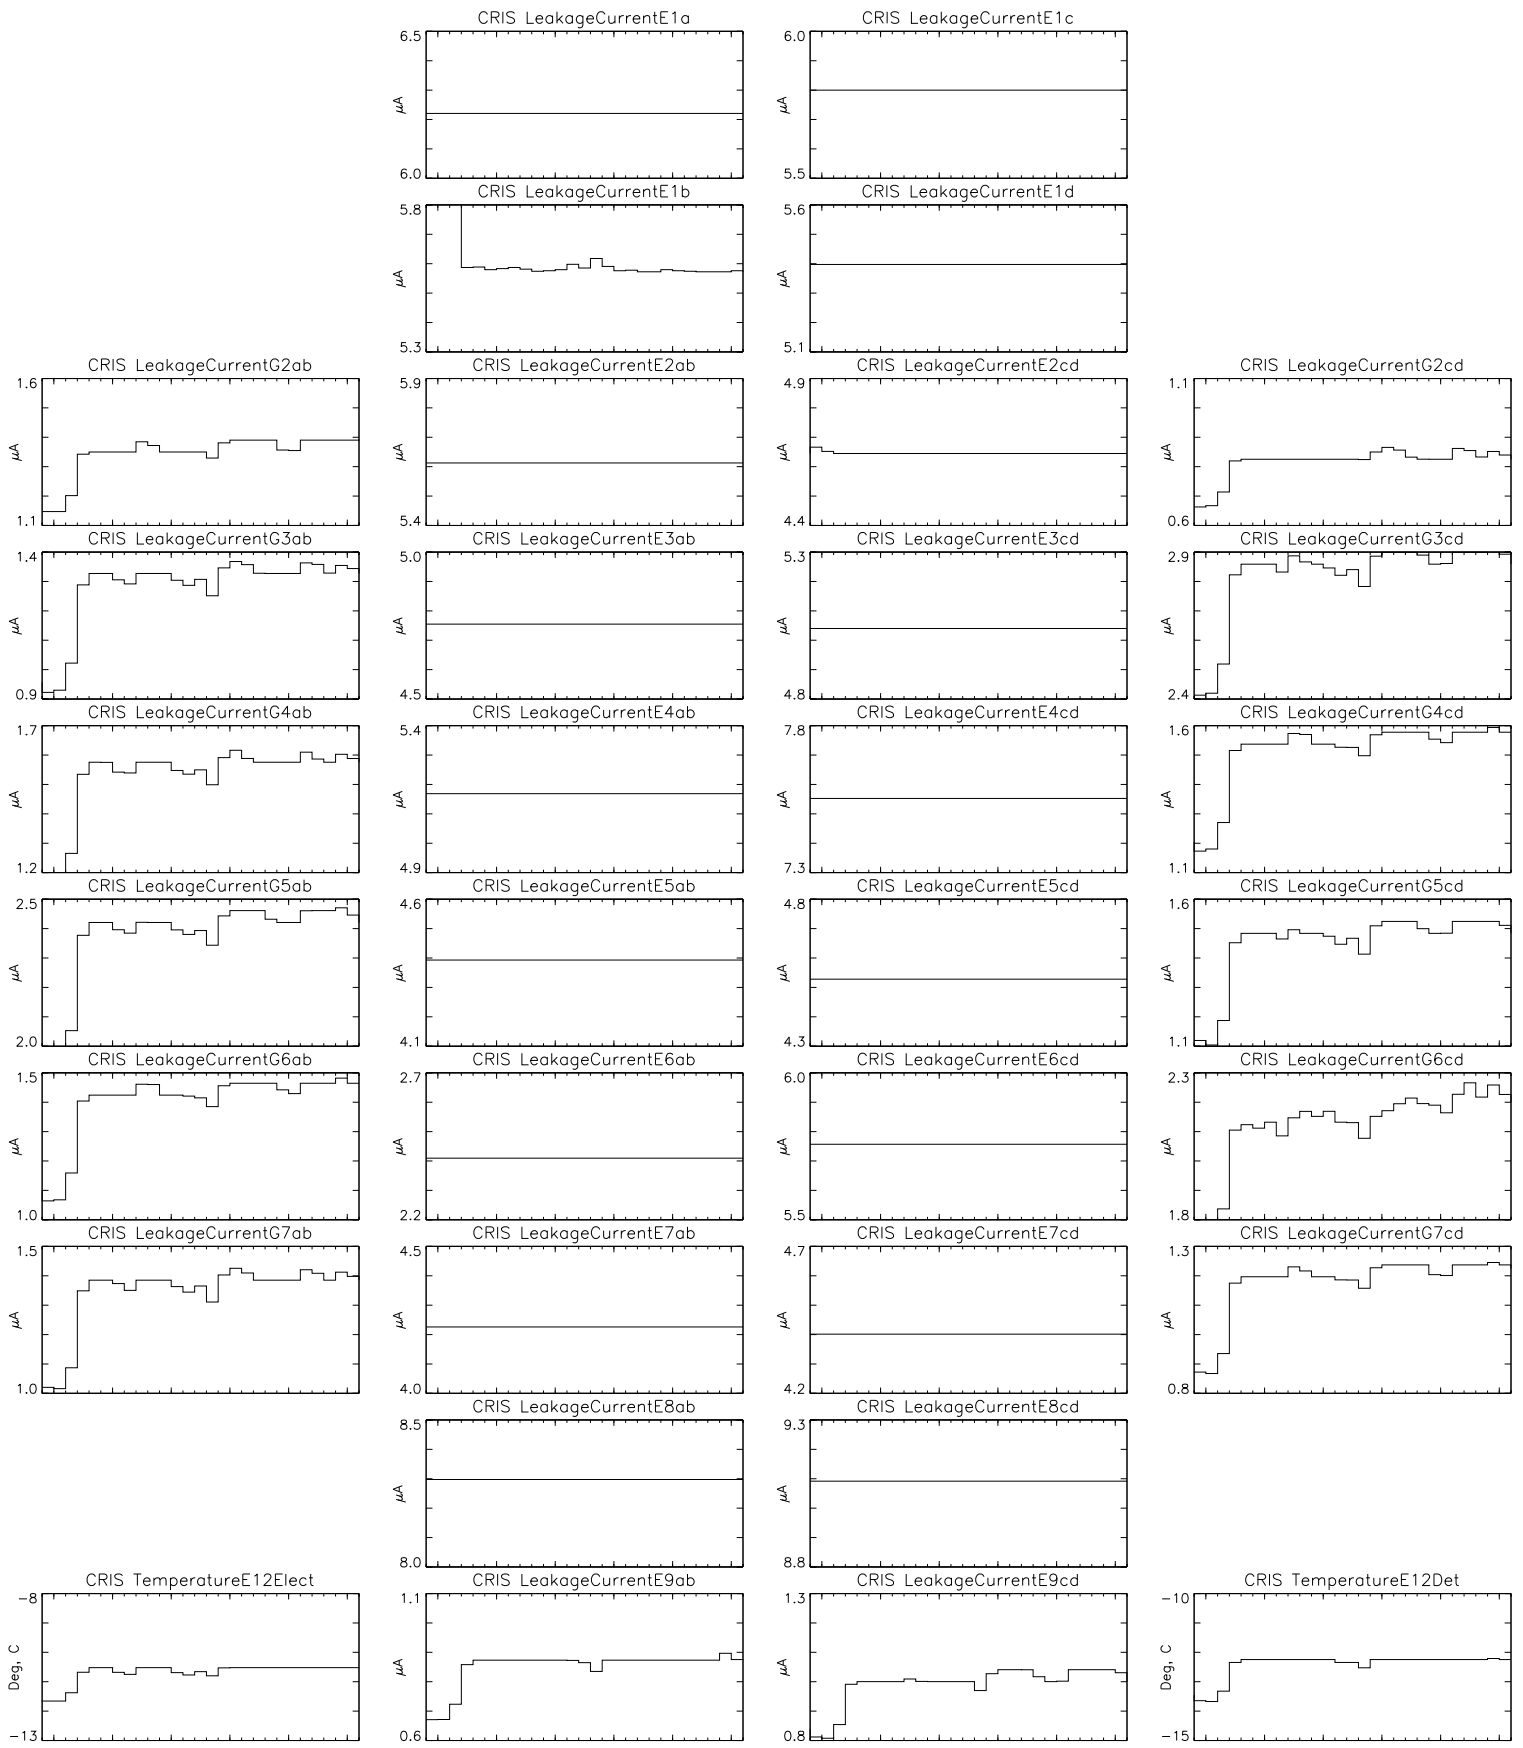 CRIS LeakageCurrentE1a
CRIS LeakageCurrentE1c
6.5
μA
6.0
6.0
μA
5.5
CRIS LeakageCurrentE1b
CRIS LeakageCurrentE1d
5.8
μA
5.3
5.6
μA
5.1
CRIS LeakageCurrentG2ab
CRIS LeakageCurrentE2ab
CRIS LeakageCurrentE2cd
CRIS LeakageCurrentG2cd
1.6
μA
1.1
5.9
μA
5.4
4.9
μA
4.4
1.1
μA
0.6
CRIS LeakageCurrentG3ab
CRIS LeakageCurrentE3ab
CRIS LeakageCurrentE3cd
CRIS LeakageCurrentG3cd
1.4
μA
0.9
5.0
μA
4.5
5.3
μA
4.8
2.9
μA
2.4
CRIS LeakageCurrentG4ab
CRIS LeakageCurrentE4ab
CRIS LeakageCurrentE4cd
CRIS LeakageCurrentG4cd
1.7
μA
1.2
5.4
μA
4.9
7.8
μA
7.3
1.6
μA
1.1
CRIS LeakageCurrentG5ab
CRIS LeakageCurrentE5ab
CRIS LeakageCurrentE5cd
CRIS LeakageCurrentG5cd
2.5
μA
2.0
4.6
μA
4.1
4.8
μA
4.3
1.6
μA
1.1
CRIS LeakageCurrentG6ab
CRIS LeakageCurrentE6ab
CRIS LeakageCurrentE6cd
CRIS LeakageCurrentG6cd
1.5
μA
1.0
2.7
μA
2.2
6.0
μA
5.5
2.3
μA
1.8
CRIS LeakageCurrentG7ab
CRIS LeakageCurrentE7ab
CRIS LeakageCurrentE7cd
CRIS LeakageCurrentG7cd
1.5
μA
1.0
4.5
μA
4.0
4.7
μA
4.2
1.3
μA
0.8
CRIS LeakageCurrentE8ab
CRIS LeakageCurrentE8cd
8.5
μA
8.0
9.3
μA
8.8
CRIS TemperatureE12Elect
CRIS LeakageCurrentE9ab
CRIS LeakageCurrentE9cd
CRIS TemperatureE12Det
-8
Deg, C
-13
1.1
μA
0.6
1.3
μA
0.8
-10
Deg, C
-15